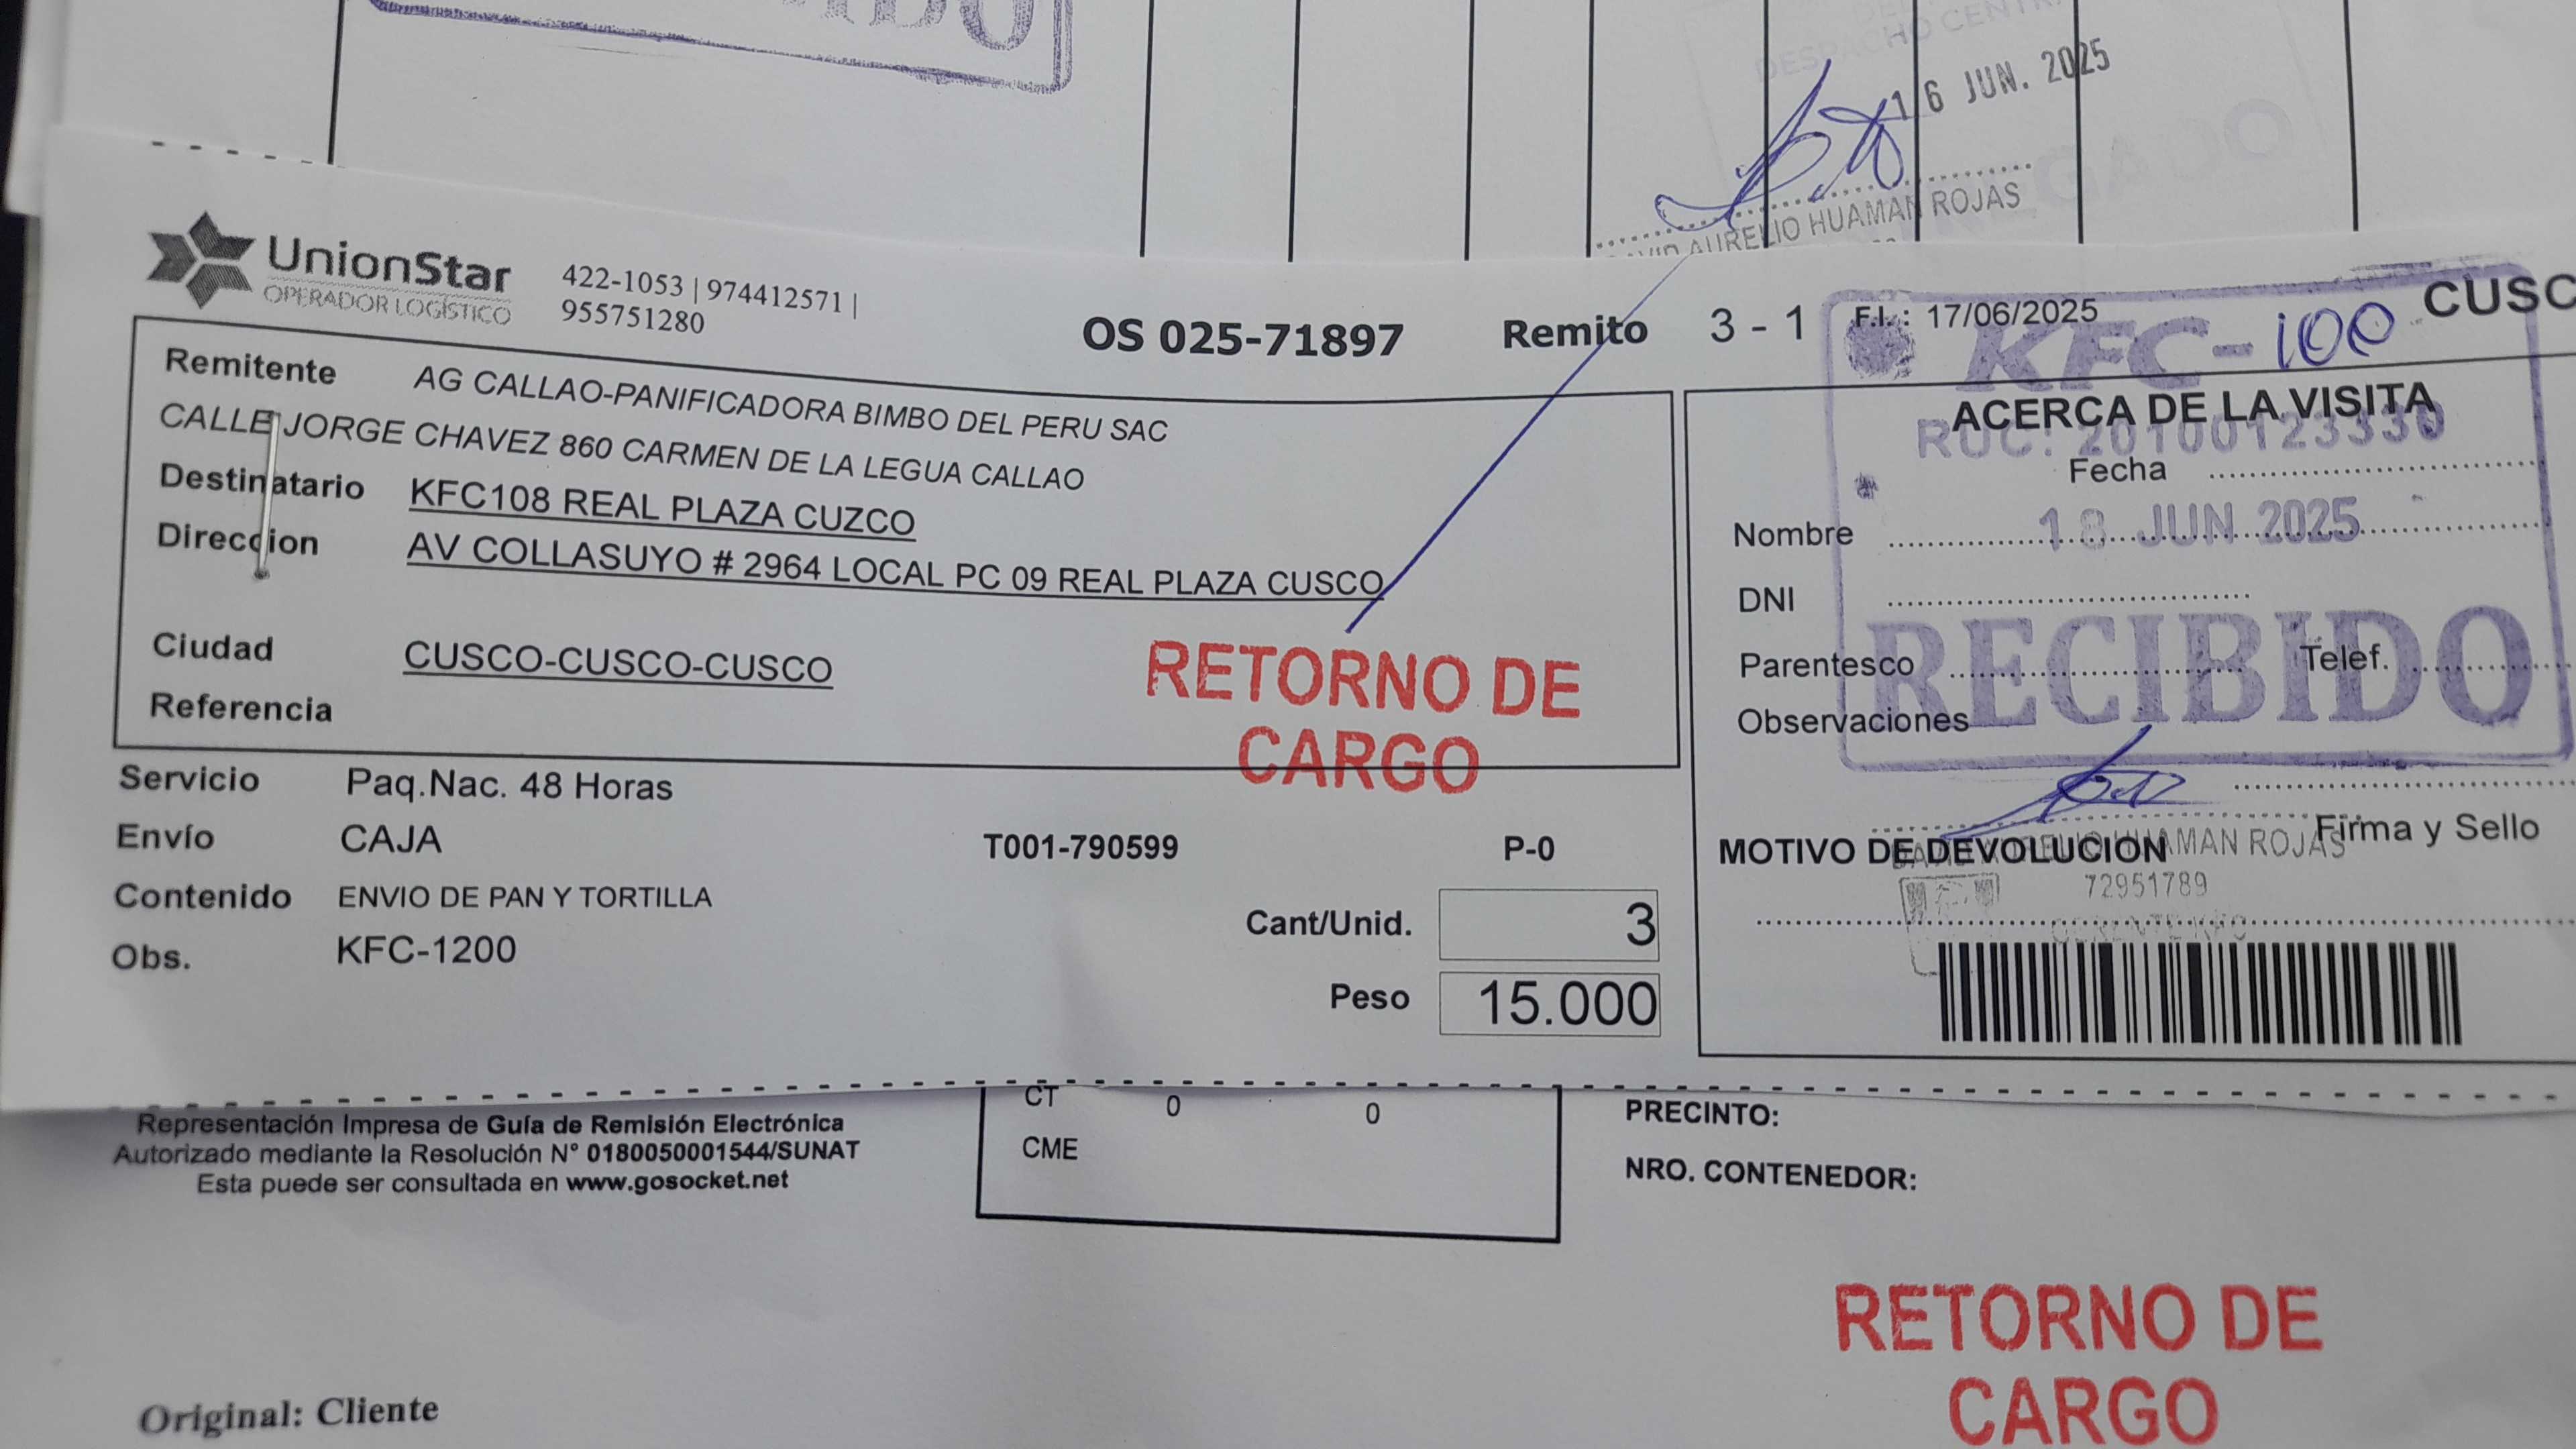 DESPACHO CENTR
16 JUN. 2025
AURELIO HUAMAN ROJAS
UnionStar
OPERADOR LOGÍSTICO
422-1053 | 974412571 |
955751280
OS 025-71897 Remito 3 - 1 F.I.: 17/06/2025 CUSC
KFC-100
Remitente AG CALLAO-PANIFICADORA BIMBO DEL PERU SAC
CALLE JORGE CHAVEZ 860 CARMEN DE LA LEGUA CALLAO
Destinatario KFC108 REAL PLAZA CUZCO
Direccion AV COLLASUYO # 2964 LOCAL PC 09 REAL PLAZA CUSCO
Ciudad CUSCO-CUSCO-CUSCO
Referencia
RETORNO DE
CARGO
ACERCA DE LA VISITA
RUC: 20100123330
Fecha
Nombre
18 JUN 2025
DNI
RECIBIDO
Parentesco Telef.
Observaciones
Firma y Sello
MOTIVO DE DEVOLUCION
HUAMAN ROJAS
72951789
GERENTE KFC
Servicio Paq.Nac. 48 Horas
Envío CAJA T001-790599 P-0
Contenido ENVIO DE PAN Y TORTILLA
Cant/Unid. 3
Obs. KFC-1200
Peso 15.000
Representación Impresa de Guía de Remisión Electrónica
Autorizado mediante la Resolución N° 0180050001544/SUNAT
Esta puede ser consultada en www.gosocket.net
CT 0 0
CME
PRECINTO:
NRO. CONTENEDOR:
RETORNO DE
CARGO
Original: Cliente